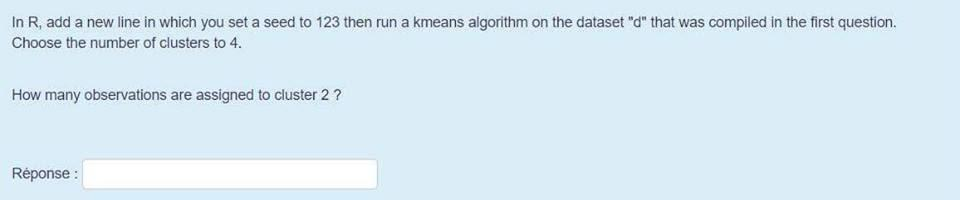 In R, add a new line in which you set a seed to 123 then run a kmeans algorithm on the dataset "d" that was compiled in the first question.
Choose the number of clusters to 4.
How many observations are assigned to cluster 2 ?
Réponse :